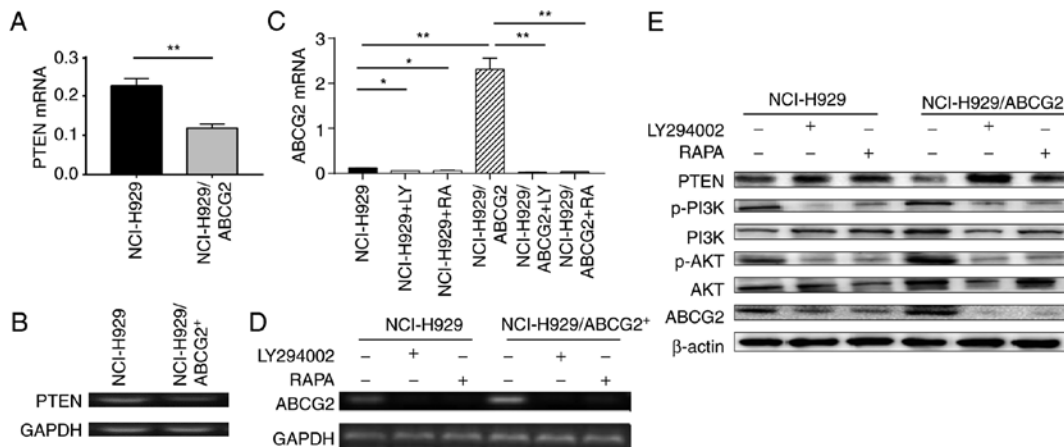 A
**
PTEN mRNA
0.3
0.2
0.1
0.0
NCI-H929
NCI-H929/
ABCG2
B
NCI-H929
NCI-H929/
ABCG2+
PTEN
GAPDH
C
**
**
*
**
*
ABCG2 mRNA
3
2
1
0
NCI-H929
NCI-H929+LY
NCI-H929+RA
NCI-H929/
ABCG2
NCI-H929/
ABCG2+LY
NCI-H929/
ABCG2+RA
D
NCI-H929 NCI-H929/ABCG2+
LY294002 – + – – + –
RAPA – – + – – +
ABCG2
GAPDH
E
NCI-H929 NCI-H929/ABCG2
LY294002 – + – – + –
RAPA – – + – – +
PTEN
p-PI3K
PI3K
p-AKT
AKT
ABCG2
β-actin